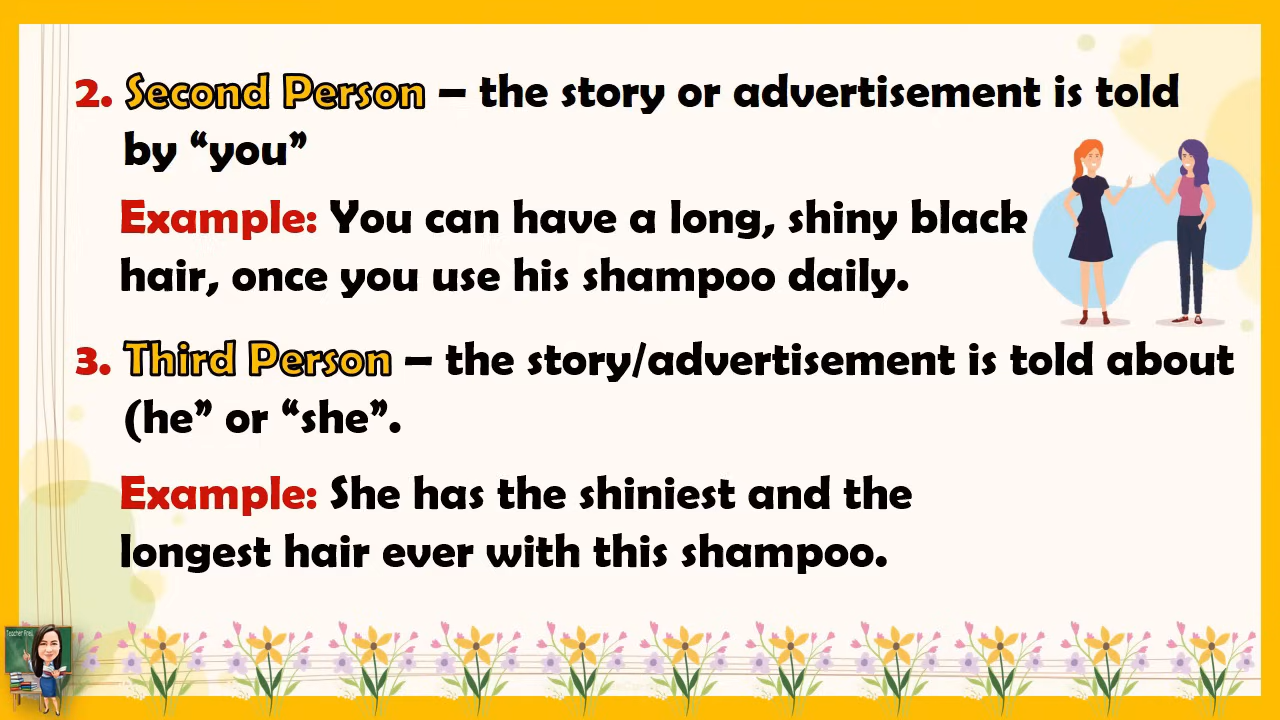 2. Second Person – the story or advertisement is told
by “you”
Example: You can have a long, shiny black
hair, once you use his shampoo daily.
3. Third Person – the story/advertisement is told about
(he” or “she”.
Example: She has the shiniest and the
longest hair ever with this shampoo.